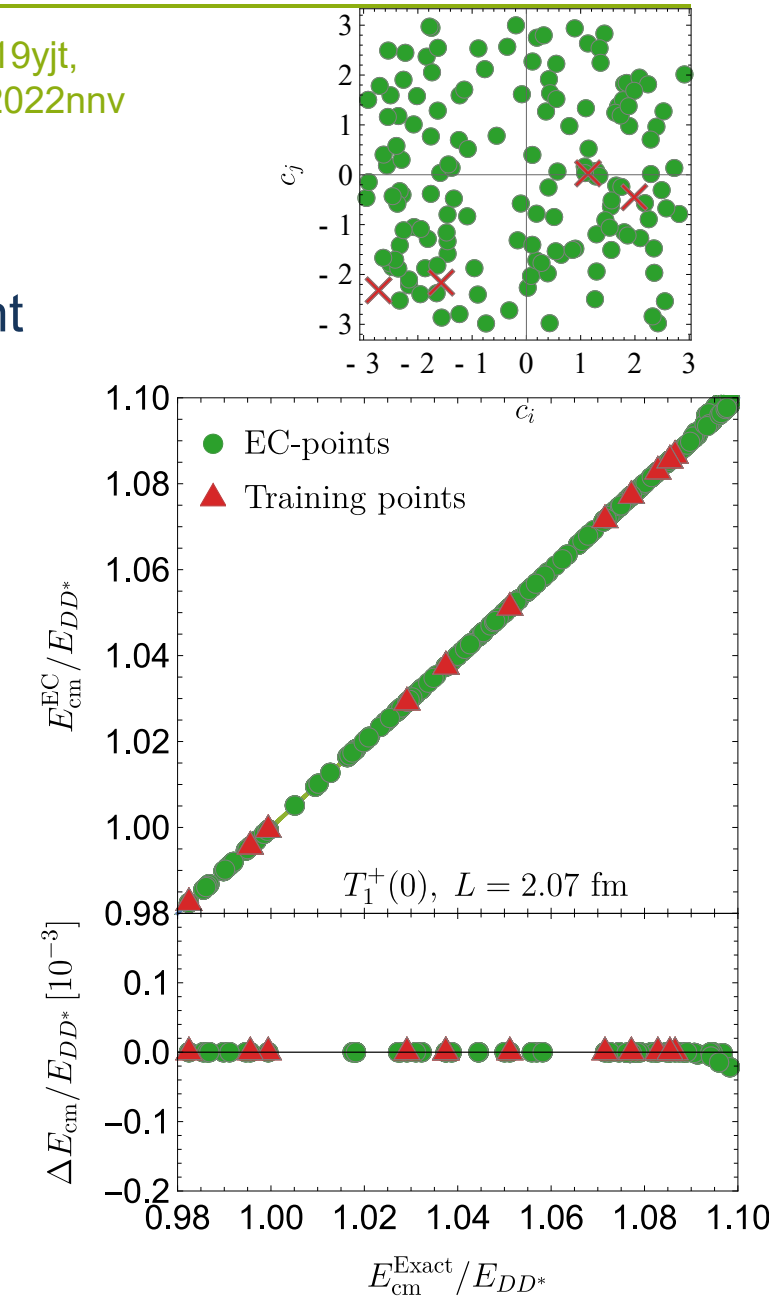 19yjt,
2022nnv
nt
3
2
1
0
- 1
- 2
- 3
c_j
- 3 - 2 - 1 0 1 2 3
c_i
1.10
1.08
1.06
1.04
1.02
1.00
0.98
E_cm^EC/E_DD*
EC-points
Training points
T_1^+(0), L = 2.07 fm
0.1
0.0
−0.1
−0.2
ΔE_cm/E_DD* [10^−3]
0.98 1.00 1.02 1.04 1.06 1.08 1.10
E_cm^Exact/E_DD*